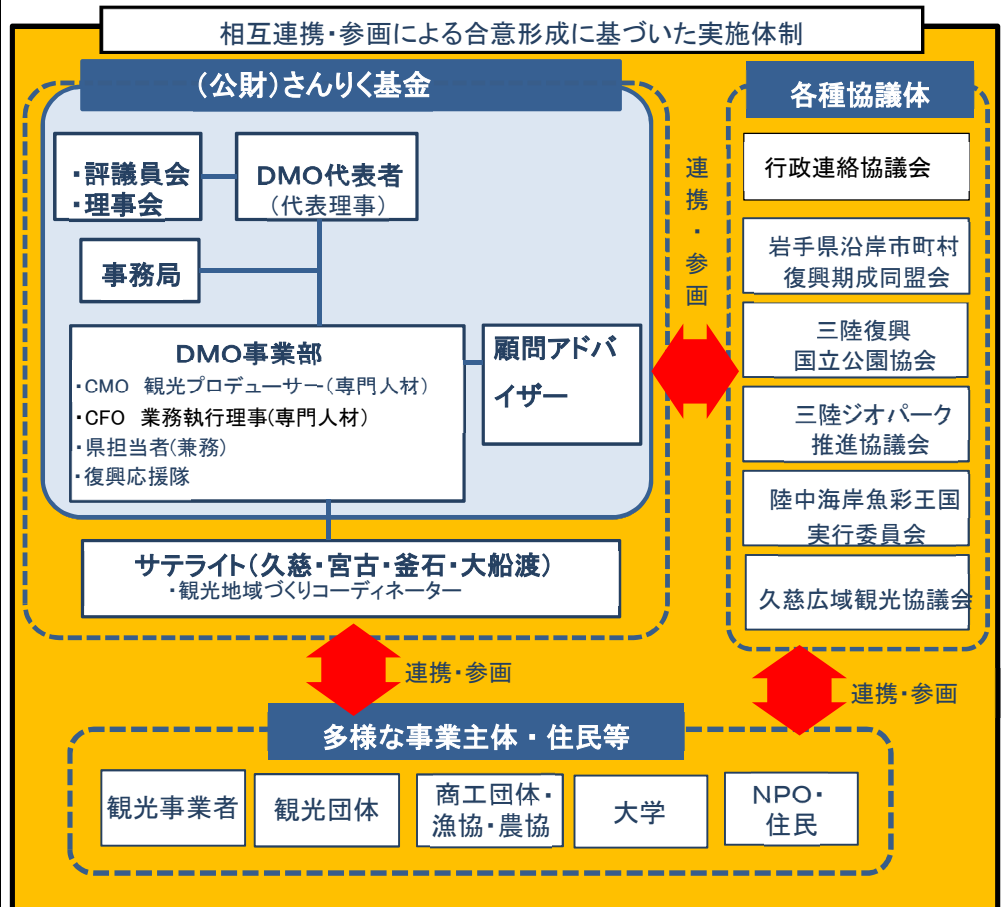 相互連携・参画による合意形成に基づいた実施体制
(公財)さんりく基金
・評議員会
・理事会
DMO代表者
(代表理事)
事務局
DMO事業部
・CMO 観光プロデューサー(専門人材)
・CFO 業務執行理事(専門人材)
・県担当者(兼務)
・復興応援隊
顧問アドバ
イザー
サテライト(久慈・宮古・釜石・大船渡)
・観光地域づくりコーディネーター
連携・参画
各種協議体
行政連絡協議会
岩手県沿岸市町村
復興期成同盟会
三陸復興
国立公園協会
三陸ジオパーク
推進協議会
陸中海岸魚彩王国
実行委員会
久慈広域観光協議会
連携・参画
連携・参画
多様な事業主体・住民等
観光事業者
観光団体
商工団体・
漁協・農協
大学
NPO・
住民